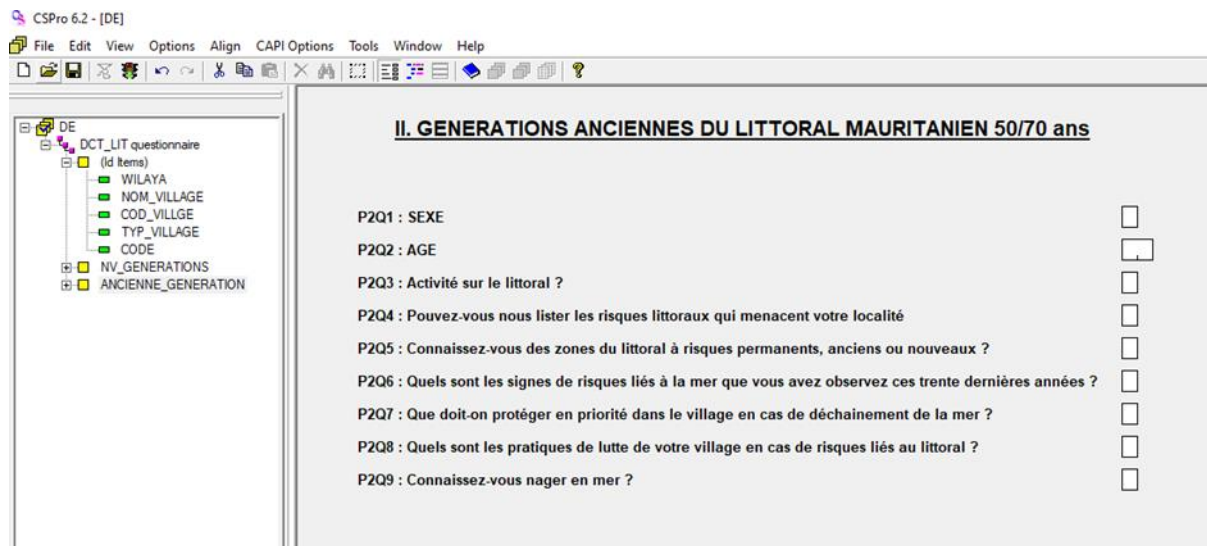 CSPro 6.2 - [DE]
File Edit View Options Align CAPI Options Tools Window Help
DE
DCT_LIT questionnaire
(Id Items)
WILAYA
NOM_VILLAGE
COD_VILLGE
TYP_VILLAGE
CODE
NV_GENERATIONS
ANCIENNE_GENERATION
II. GENERATIONS ANCIENNES DU LITTORAL MAURITANIEN 50/70 ans
P2Q1 : SEXE
P2Q2 : AGE
P2Q3 : Activité sur le littoral ?
P2Q4 : Pouvez-vous nous lister les risques littoraux qui menacent votre localité
P2Q5 : Connaissez-vous des zones du littoral à risques permanents, anciens ou nouveaux ?
P2Q6 : Quels sont les signes de risques liés à la mer que vous avez observez ces trente dernières années ?
P2Q7 : Que doit-on protéger en priorité dans le village en cas de déchainement de la mer ?
P2Q8 : Quels sont les pratiques de lutte de votre village en cas de risques liés au littoral ?
P2Q9 : Connaissez-vous nager en mer ?